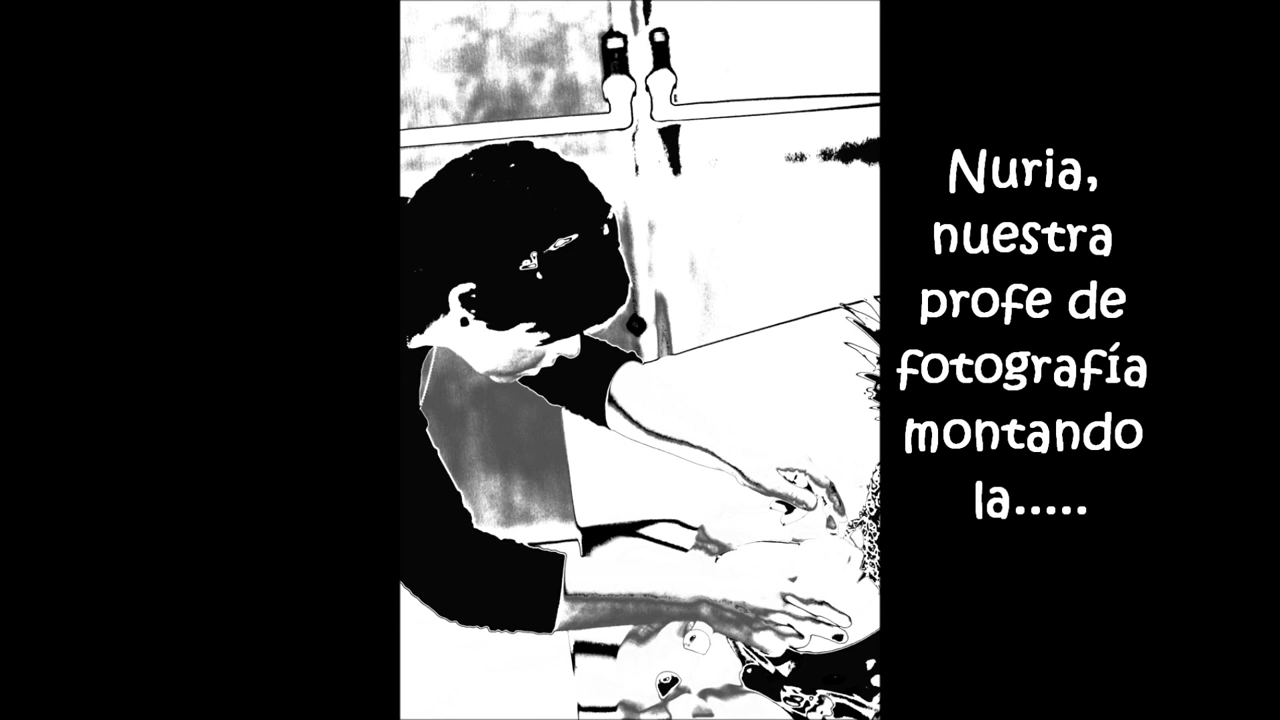 Nuria,
nuestra
profe de
fotografía
montando
la.....